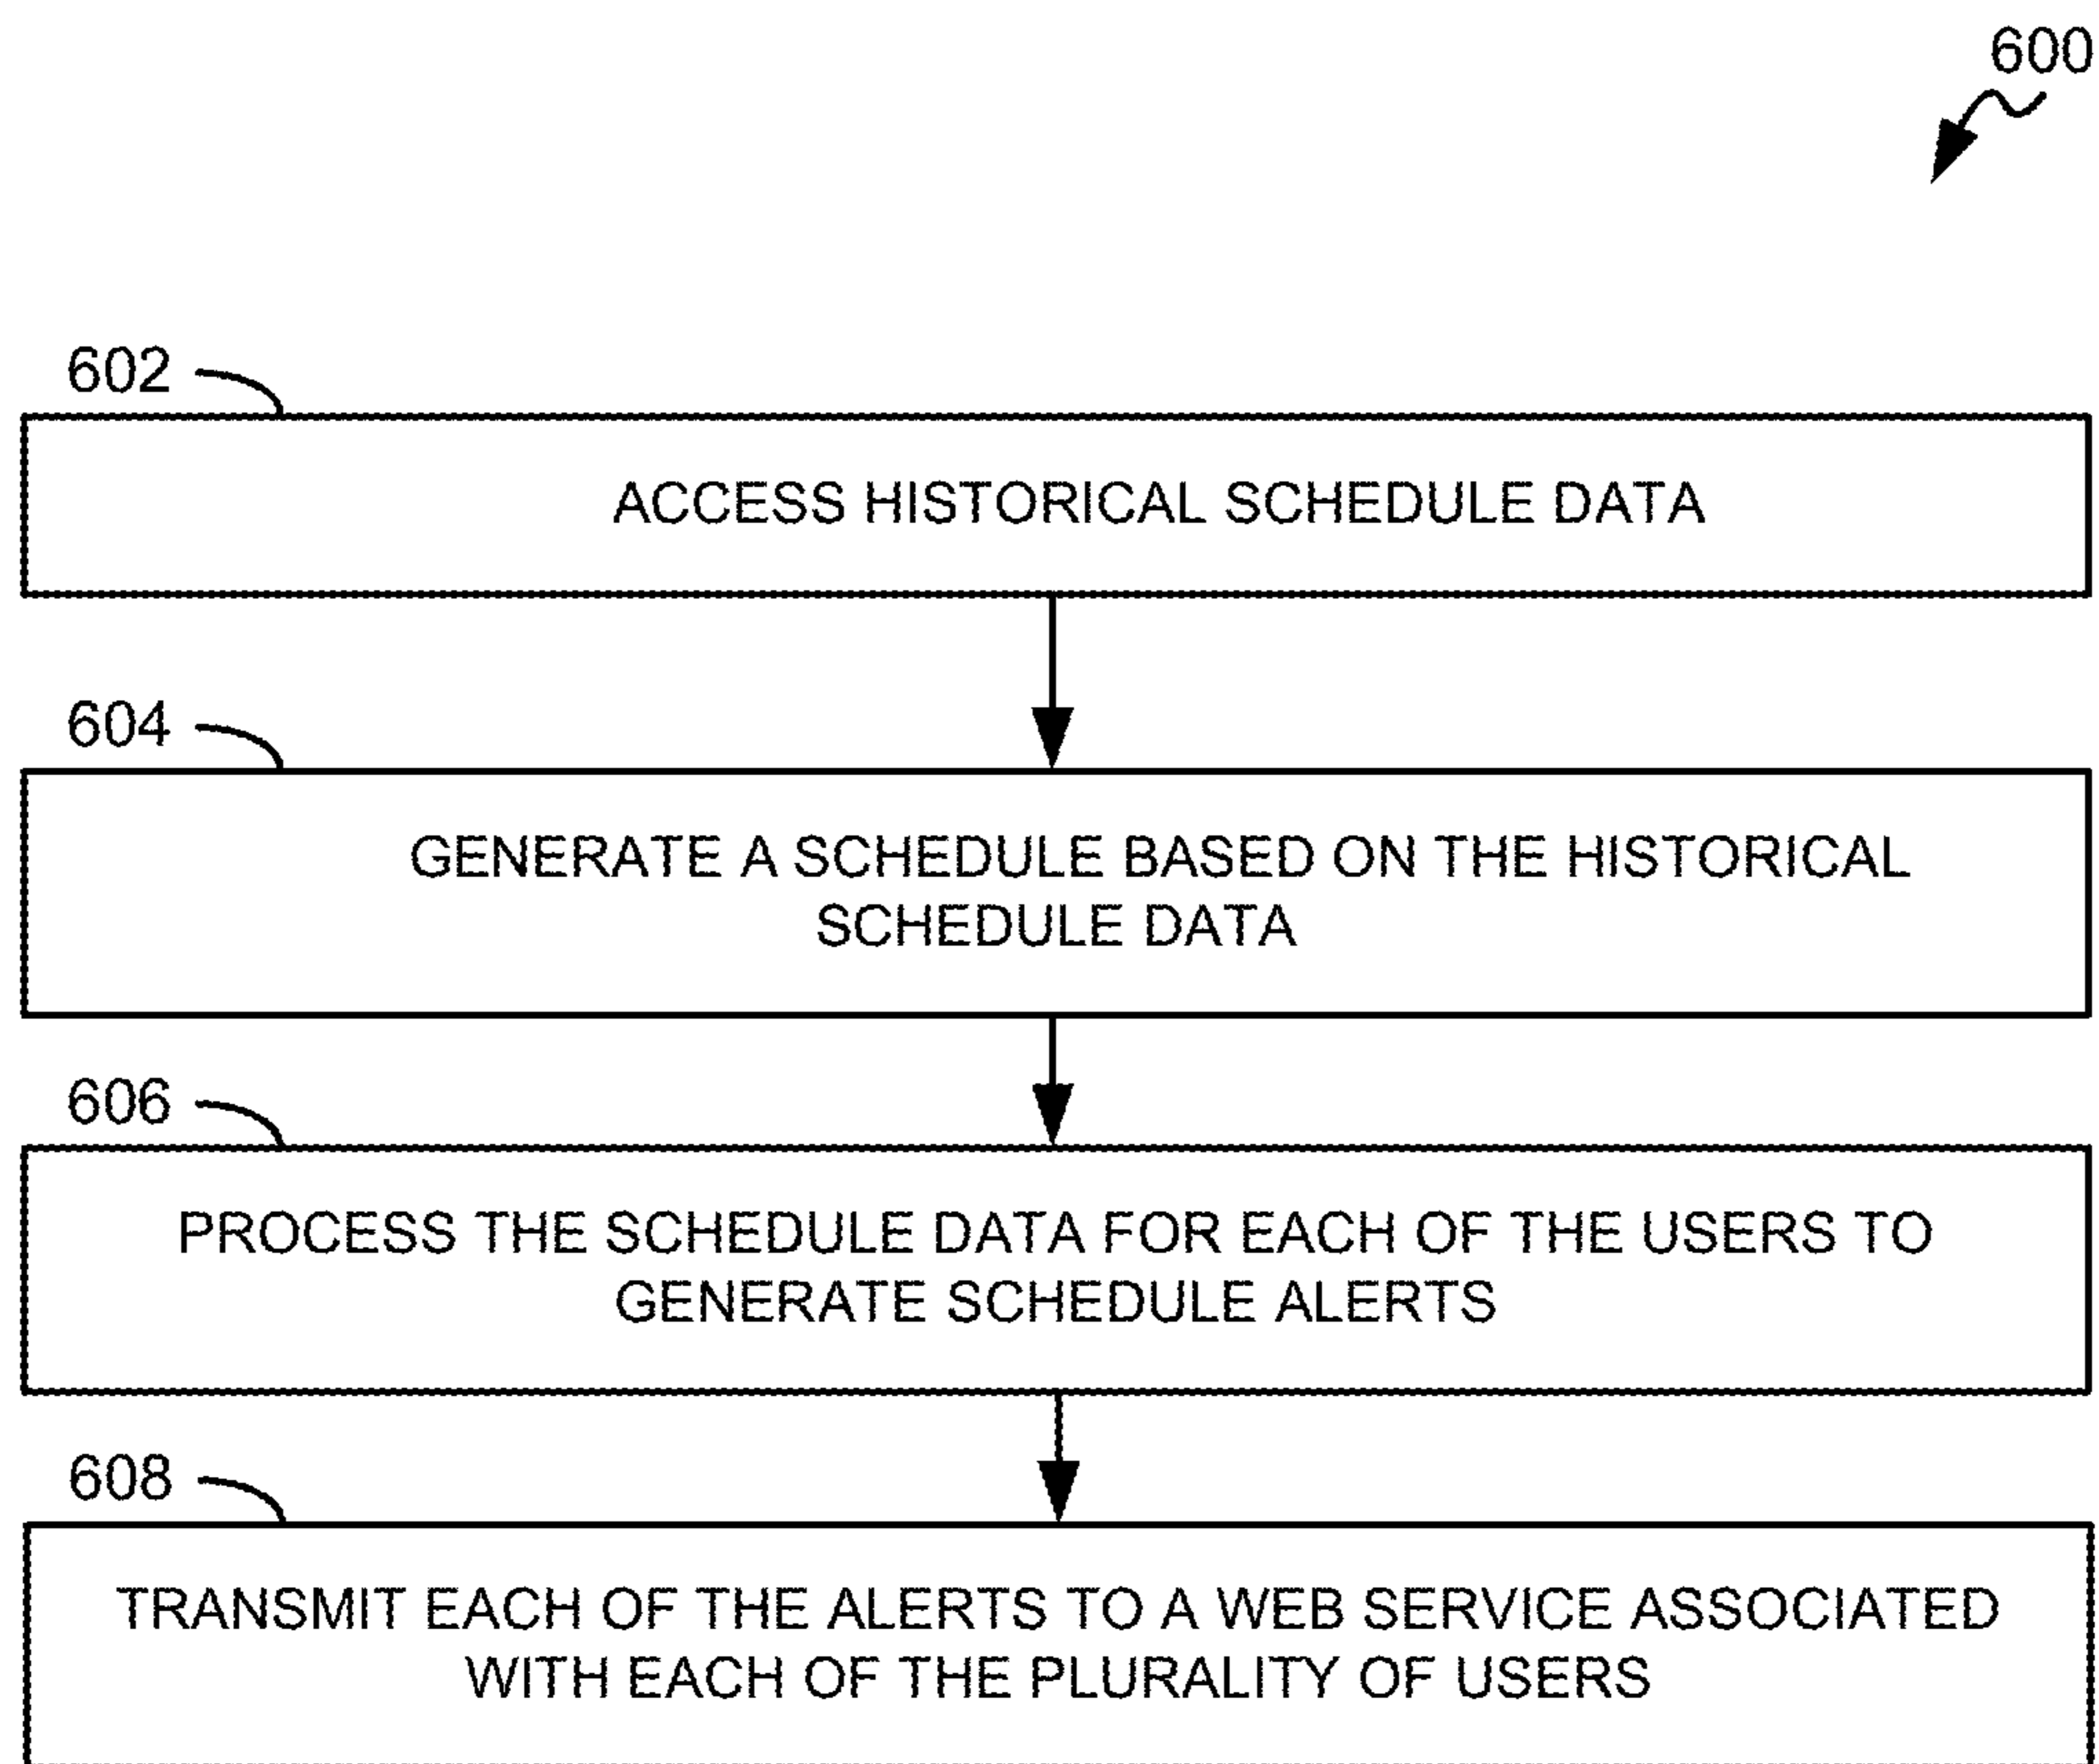 600
602
ACCESS HISTORICAL SCHEDULE DATA
604
GENERATE A SCHEDULE BASED ON THE HISTORICAL
SCHEDULE DATA
606
PROCESS THE SCHEDULE DATA FOR EACH OF THE USERS TO
GENERATE SCHEDULE ALERTS
608
TRANSMIT EACH OF THE ALERTS TO A WEB SERVICE ASSOCIATED
WITH EACH OF THE PLURALITY OF USERS